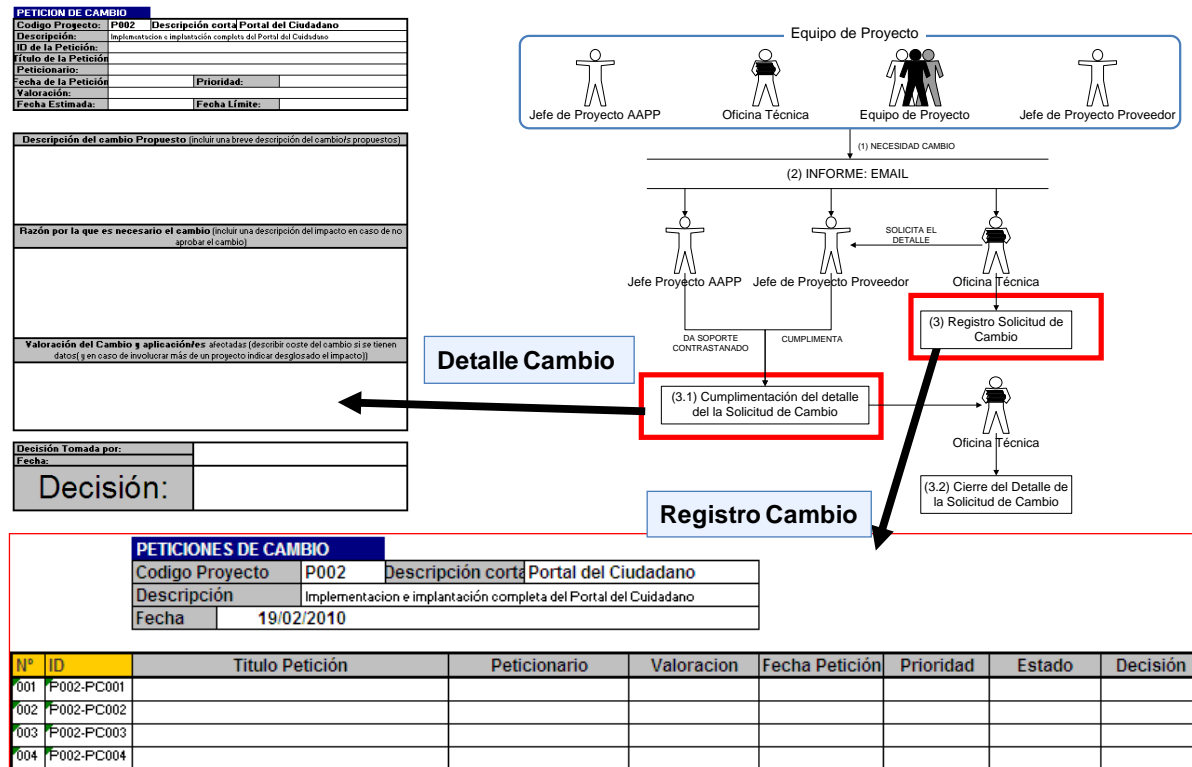 PETICION DE CAMBIO
Codigo Proyecto: P002 Descripción corta Portal del Ciudadano
Descripción: Implementacion e implantación completa del Portal del Cuidadano
ID de la Petición:
Título de la Petición
Peticionario:
Fecha de la Petición Prioridad:
Valoración:
Fecha Estimada: Fecha Límite:
Descripción del cambio Propuesto (incluir una breve descripción del cambio/s propuestos)
Razón por la que es necesario el cambio (incluir una descripción del impacto en caso de no
aprobar el cambio)
Valoración del Cambio y aplicación/es afectadas (describir coste del cambio si se tienen
datos( y en caso de involucrar más de un proyecto indicar desglosado el impacto))
Decisión Tomada por:
Fecha:
Decisión:
Equipo de Proyecto
Jefe de Proyecto AAPP Oficina Técnica Equipo de Proyecto Jefe de Proyecto Proveedor
(1) NECESIDAD CAMBIO
(2) INFORME: EMAIL
SOLICITA EL
DETALLE
Jefe Proyecto AAPP Jefe de Proyecto Proveedor Oficina Técnica
(3) Registro Solicitud de
Cambio
DA SOPORTE
CONTRASTANADO
CUMPLIMENTA
Detalle Cambio
(3.1) Cumplimentación del detalle
del la Solicitud de Cambio
Oficina Técnica
(3.2) Cierre del Detalle de
la Solicitud de Cambio
Registro Cambio
PETICIONES DE CAMBIO
Codigo Proyecto P002 Descripción corta Portal del Ciudadano
Descripción Implementacion e implantación completa del Portal del Cuidadano
Fecha 19/02/2010
Nº ID Titulo Petición Peticionario Valoracion Fecha Petición Prioridad Estado Decisión
001 P002-PC001
002 P002-PC002
003 P002-PC003
004 P002-PC004